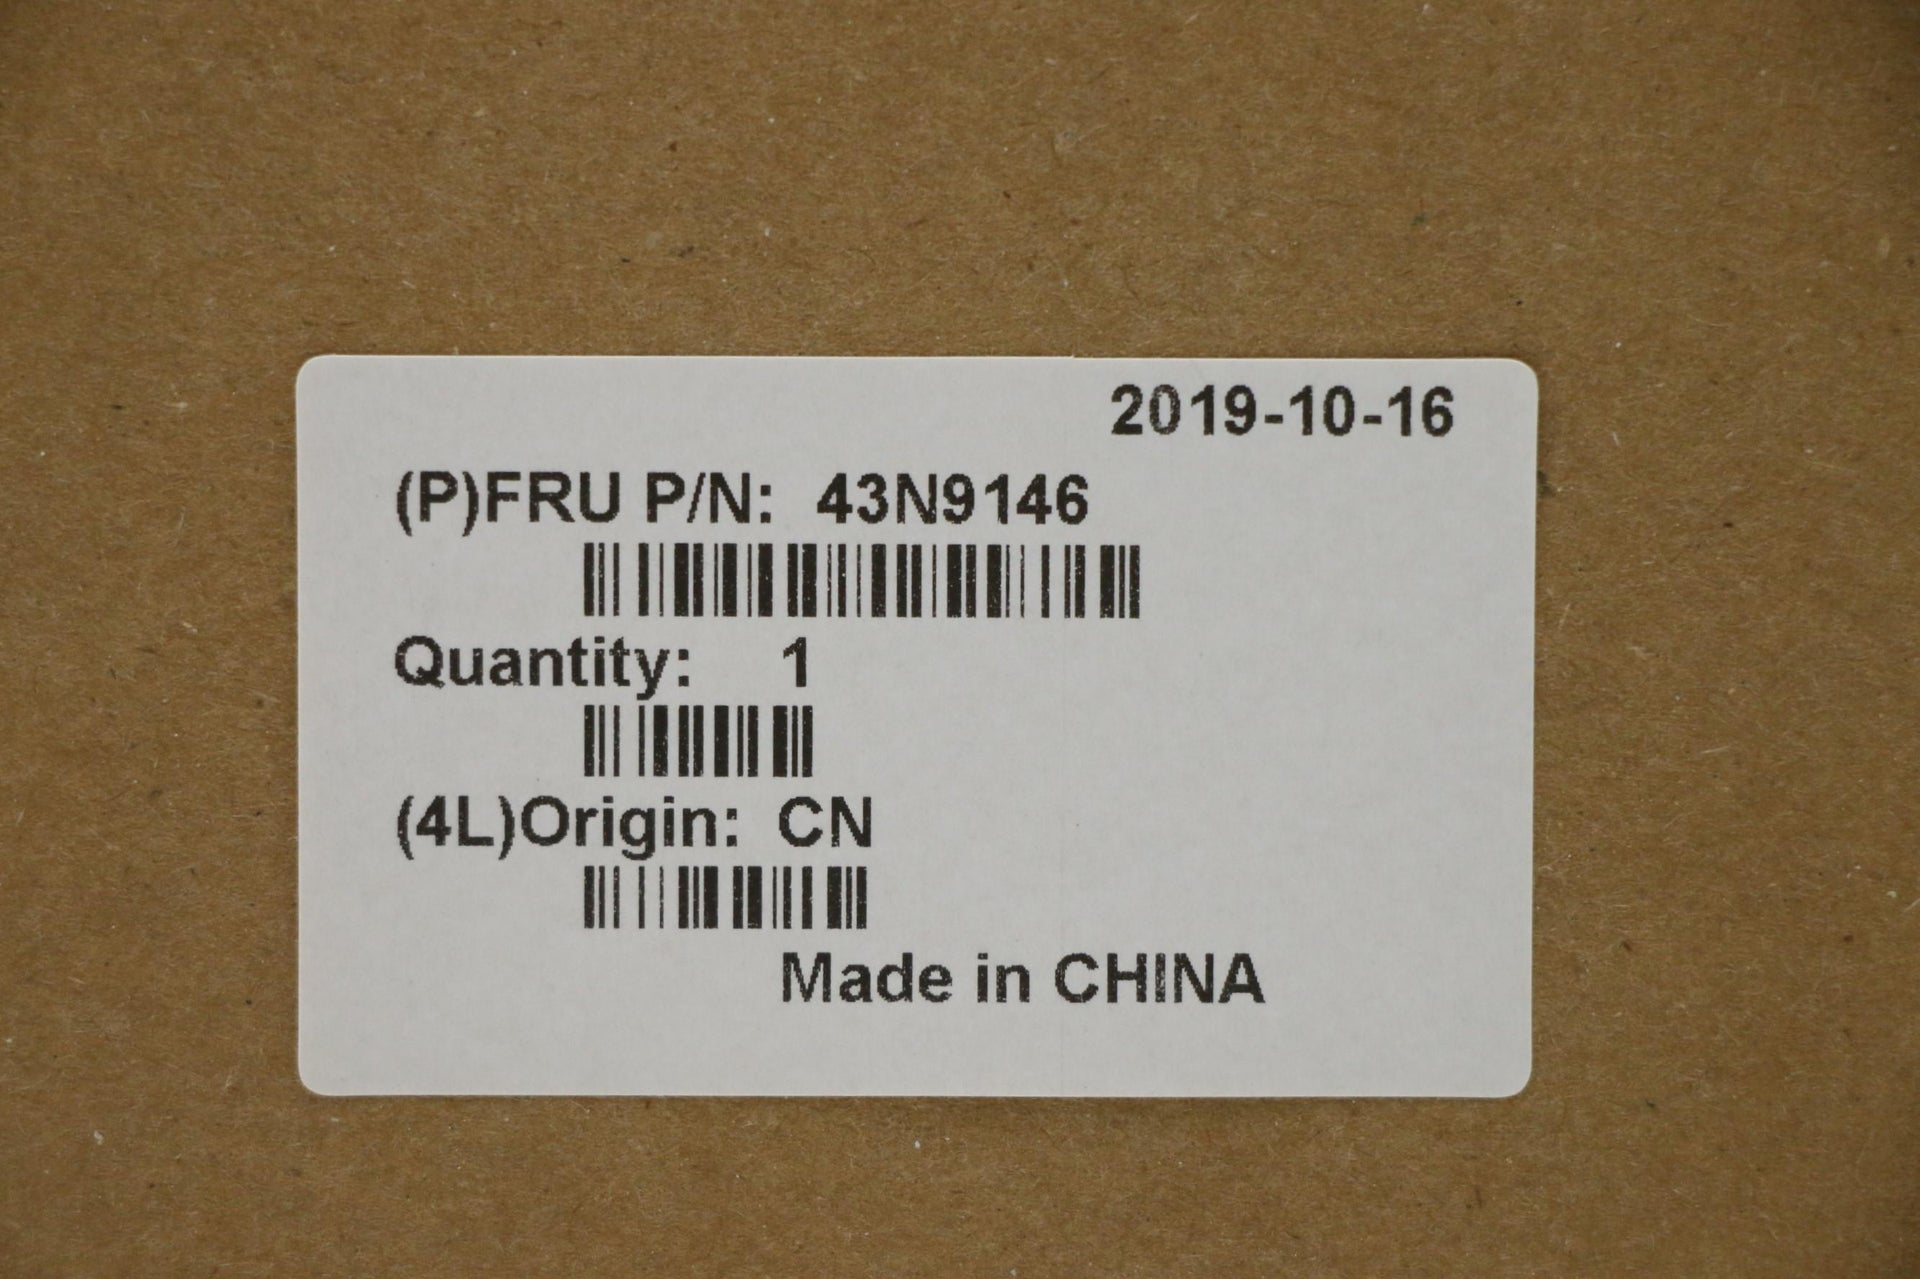 2019-10-16
(P)FRU P/N: 43N9146
Quantity: 1
(4L)Origin: CN
Made in CHINA